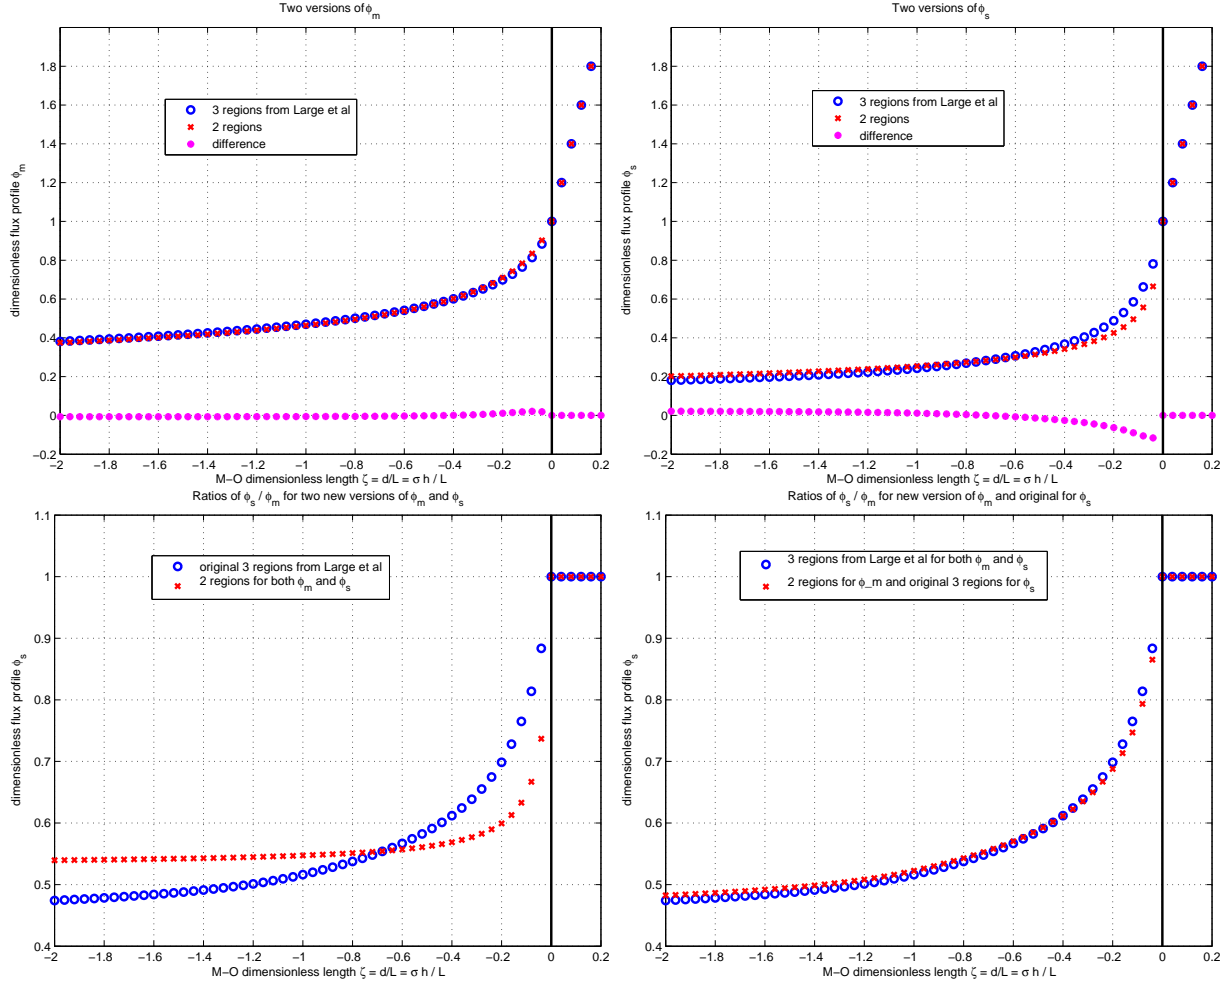 Two versions of ϕm
1.8
1.6
1.4
1.2
1
0.8
0.6
0.4
0.2
0
−0.2
dimensionless flux profile ϕm
3 regions from Large et al
2 regions
difference
−2 −1.8 −1.6 −1.4 −1.2 −1 −0.8 −0.6 −0.4 −0.2 0 0.2
M−O dimensionless length ζ = d/L = σ h / L
Two versions of ϕs
1.8
1.6
1.4
1.2
1
0.8
0.6
0.4
0.2
0
−0.2
dimensionless flux profile ϕs
3 regions from Large et al
2 regions
difference
−2 −1.8 −1.6 −1.4 −1.2 −1 −0.8 −0.6 −0.4 −0.2 0 0.2
M−O dimensionless length ζ = d/L = σ h / L
Ratios of ϕs / ϕm for two new versions of ϕm and ϕs
1.1
1
0.9
0.8
0.7
0.6
0.5
0.4
dimensionless flux profile ϕs
original 3 regions from Large et al
2 regions for both ϕm and ϕs
−2 −1.8 −1.6 −1.4 −1.2 −1 −0.8 −0.6 −0.4 −0.2 0 0.2
M−O dimensionless length ζ = d/L = σ h / L
Ratios of ϕs / ϕm for new version of ϕm and original for ϕs
1.1
1
0.9
0.8
0.7
0.6
0.5
0.4
dimensionless flux profile ϕs
3 regions from Large et al for both ϕm and ϕs
2 regions for ϕ_m and original 3 regions for ϕs
−2 −1.8 −1.6 −1.4 −1.2 −1 −0.8 −0.6 −0.4 −0.2 0 0.2
M−O dimensionless length ζ = d/L = σ h / L